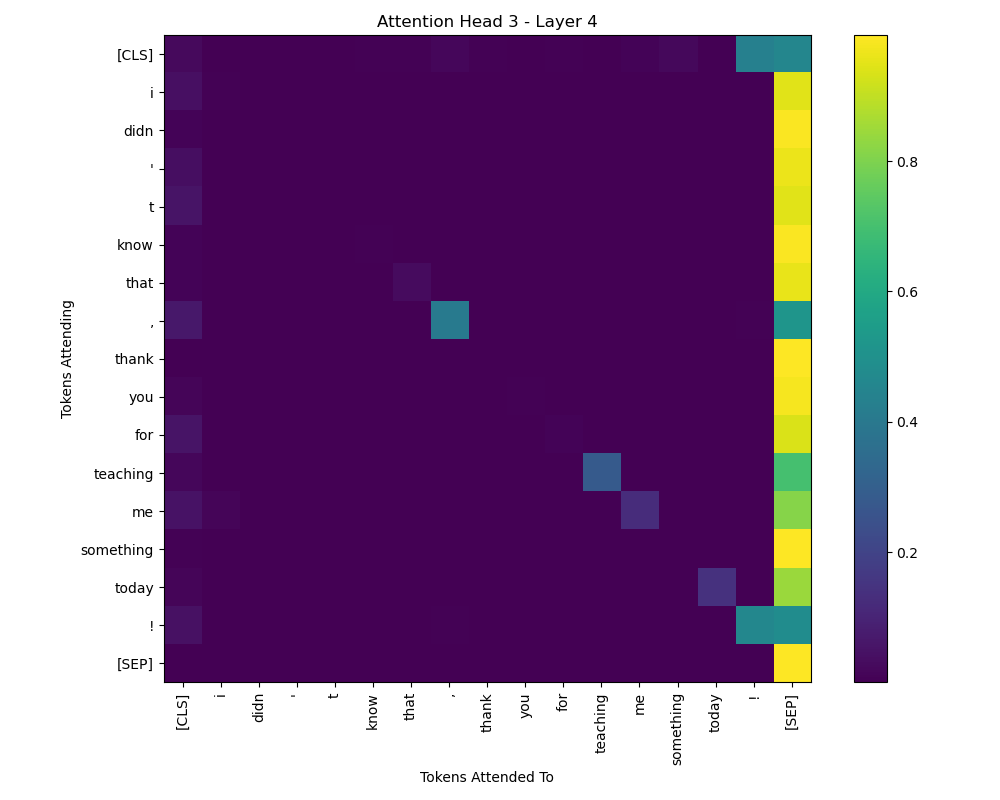 Attention Head 3 - Layer 4
[CLS]
i
didn
'
t
know
that
,
thank
you
for
teaching
me
something
today
!
[SEP]
Tokens Attending
[CLS]
i
didn
'
t
know
that
,
thank
you
for
teaching
me
something
today
!
[SEP]
Tokens Attended To
0.8
0.6
0.4
0.2